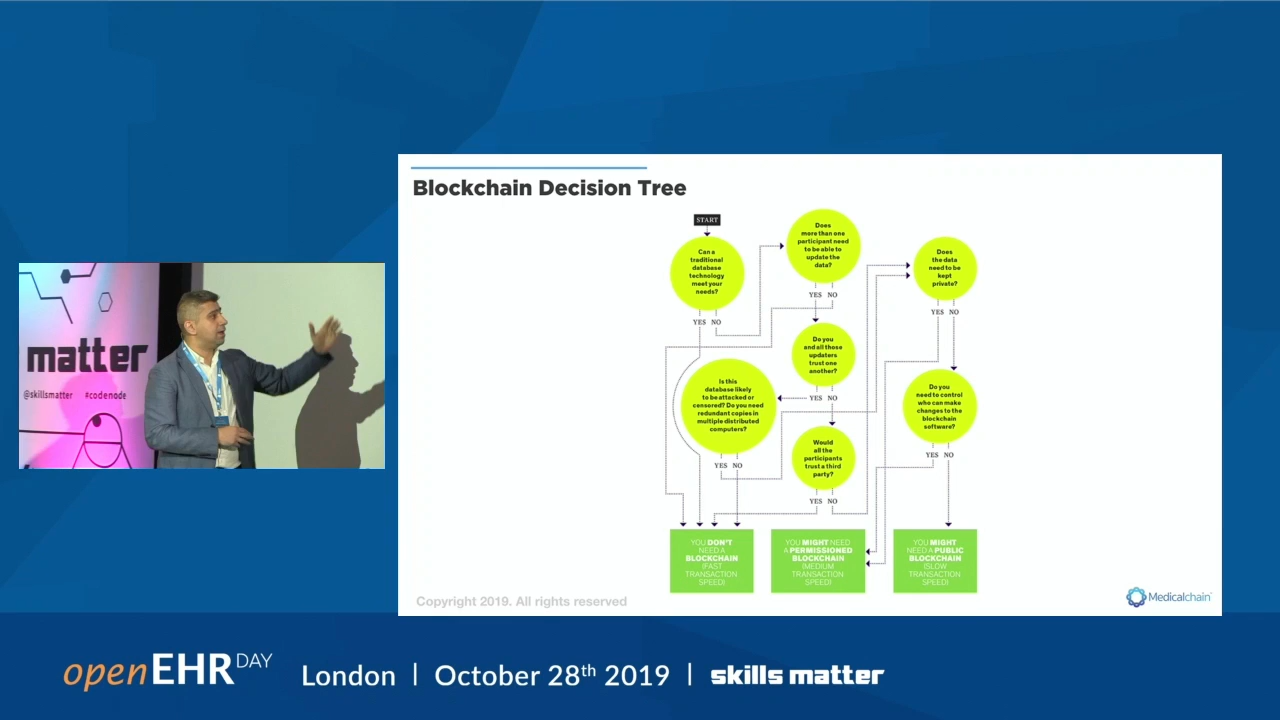 Blockchain Decision Tree
START
Can a
traditional
database
technology
meet your
needs?
YES NO
Does
more than one
participant need
to be able to
update the
data?
YES NO
Does
the data
need to be
kept
private?
YES NO
Do you
and all those
updaters
trust one
another?
YES NO
Is this
database likely
to be attacked or
censored? Do you need
redundant copies in
multiple distributed
computers?
YES NO
Would
all the
participants
trust a third
party?
YES NO
Do you
need to control
who can make
changes to the
blockchain
software?
YES NO
YOU DON'T
NEED A
BLOCKCHAIN
(FAST
TRANSACTION
SPEED)
YOU MIGHT NEED
A PERMISSIONED
BLOCKCHAIN
(MEDIUM
TRANSACTION
SPEED)
YOU MIGHT
NEED A PUBLIC
BLOCKCHAIN
(SLOW
TRANSACTION
SPEED)
Copyright 2019. All rights reserved
Medicalchain
matter
@skillsmatter #codenode
openEHR DAY London | October 28th 2019 | skills matter